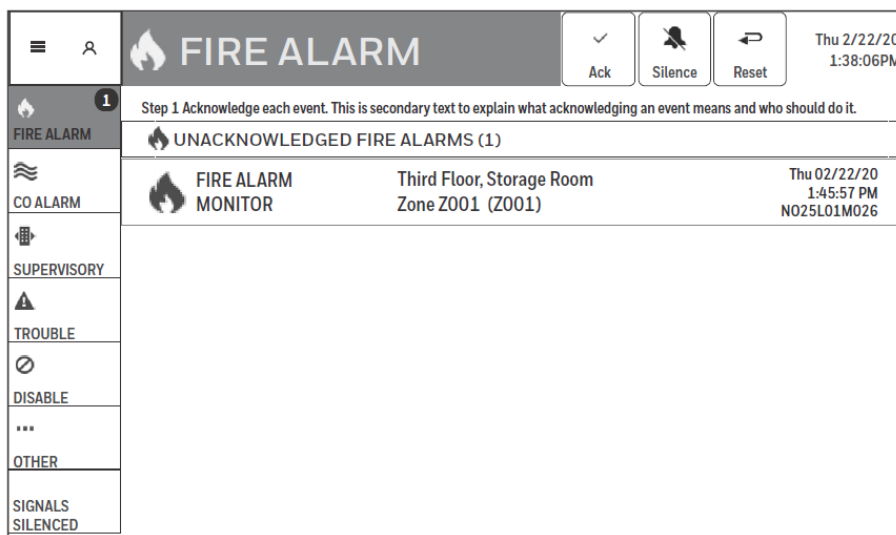 FIRE ALARM
Ack
Silence
Reset
Thu 2/22/20
1:38:06PM
1
FIRE ALARM
CO ALARM
SUPERVISORY
TROUBLE
DISABLE
OTHER
SIGNALS
SILENCED
Step 1 Acknowledge each event. This is secondary text to explain what acknowledging an event means and who should do it.
UNACKNOWLEDGED FIRE ALARMS (1)
FIRE ALARM
MONITOR
Third Floor, Storage Room
Zone Z001 (Z001)
Thu 02/22/20
1:45:57 PM
N025L01M026